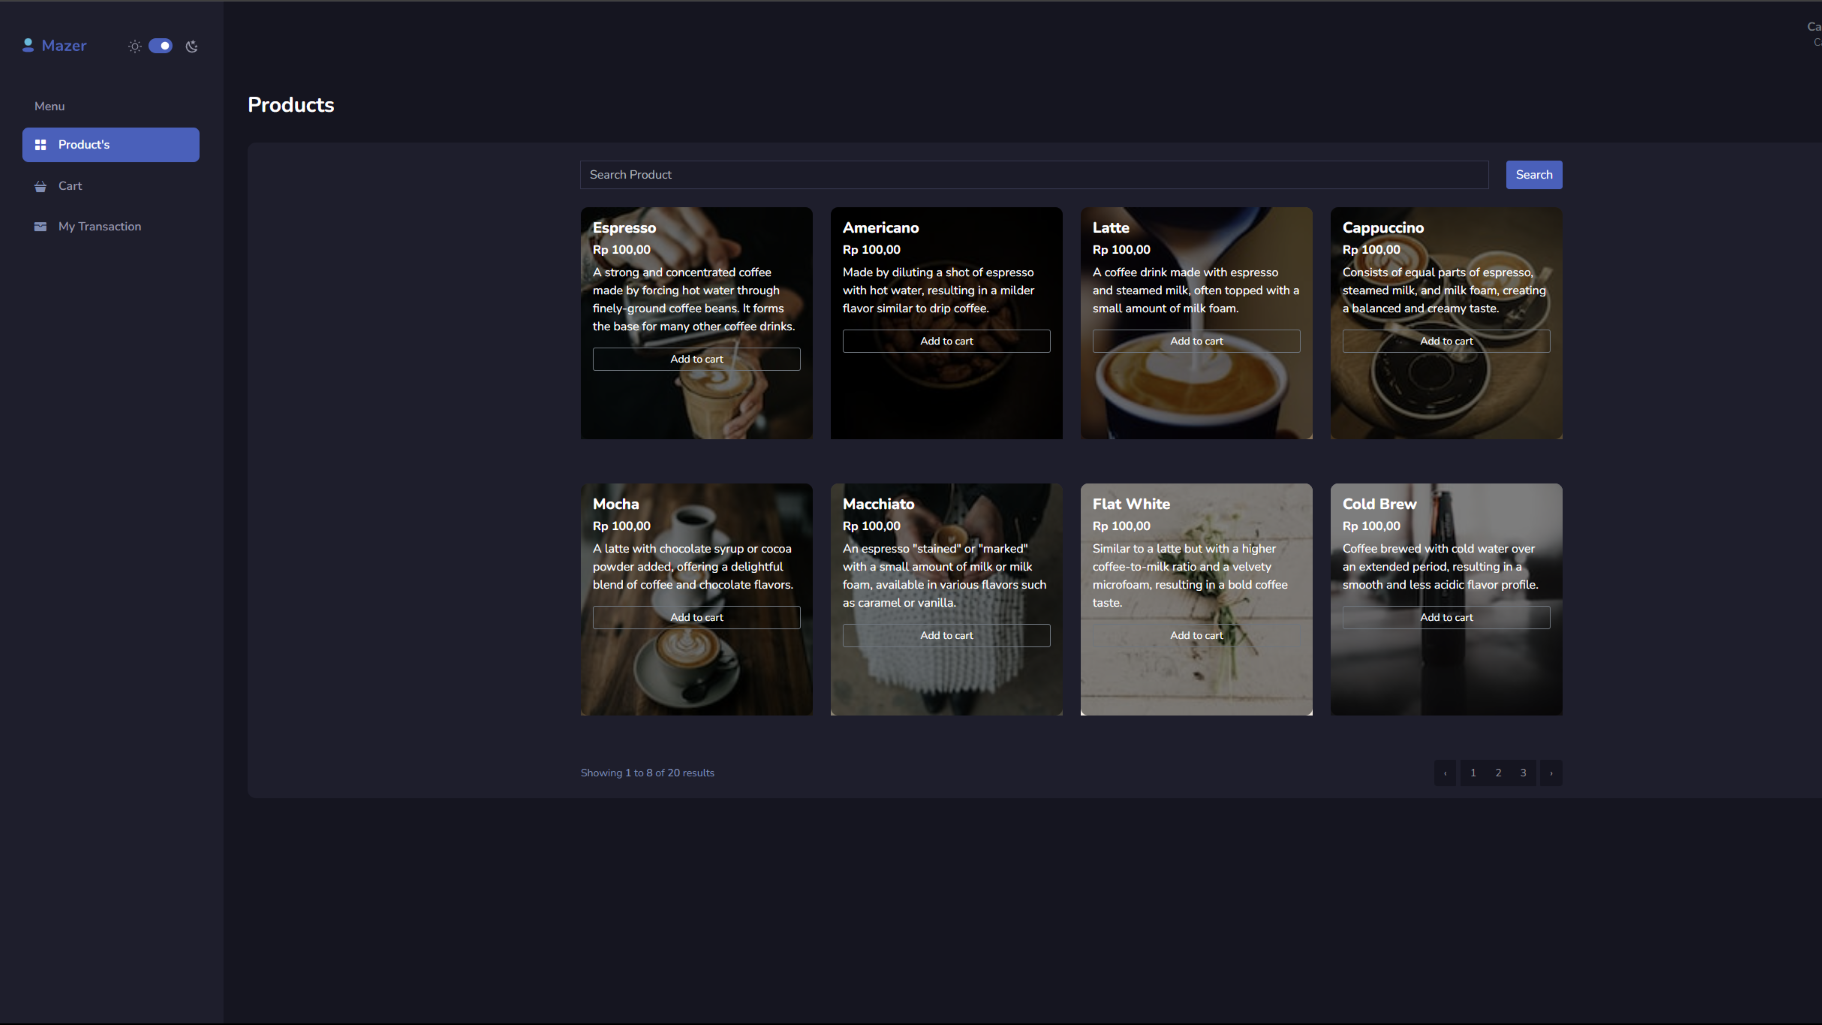 Mazer
Ca
Menu
Product's
Cart
My Transaction
Products
Search Product
Search
Espresso
Rp 100,00
A strong and concentrated coffee
made by forcing hot water through
finely-ground coffee beans. It forms
the base for many other coffee drinks.
Add to cart
Americano
Rp 100,00
Made by diluting a shot of espresso
with hot water, resulting in a milder
flavor similar to drip coffee.
Add to cart
Latte
Rp 100,00
A coffee drink made with espresso
and steamed milk, often topped with a
small amount of milk foam.
Add to cart
Cappuccino
Rp 100,00
Consists of equal parts of espresso,
steamed milk, and milk foam, creating
a balanced and creamy taste.
Add to cart
Mocha
Rp 100,00
A latte with chocolate syrup or cocoa
powder added, offering a delightful
blend of coffee and chocolate flavors.
Add to cart
Macchiato
Rp 100,00
An espresso "stained" or "marked"
with a small amount of milk or milk
foam, available in various flavors such
as caramel or vanilla.
Add to cart
Flat White
Rp 100,00
Similar to a latte but with a higher
coffee-to-milk ratio and a velvety
microfoam, resulting in a bold coffee
taste.
Add to cart
Cold Brew
Rp 100,00
Coffee brewed with cold water over
an extended period, resulting in a
smooth and less acidic flavor profile.
Add to cart
Showing 1 to 8 of 20 results
‹ 1 2 3 ›